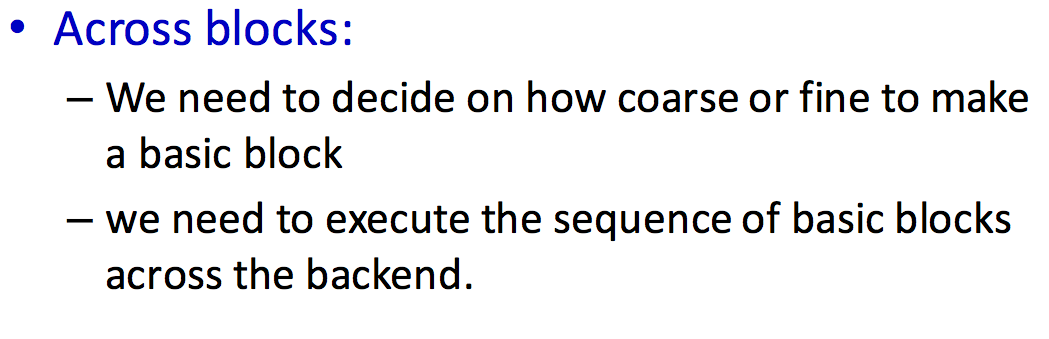 • Across blocks:
– We need to decide on how coarse or fine to make
a basic block
– we need to execute the sequence of basic blocks
across the backend.